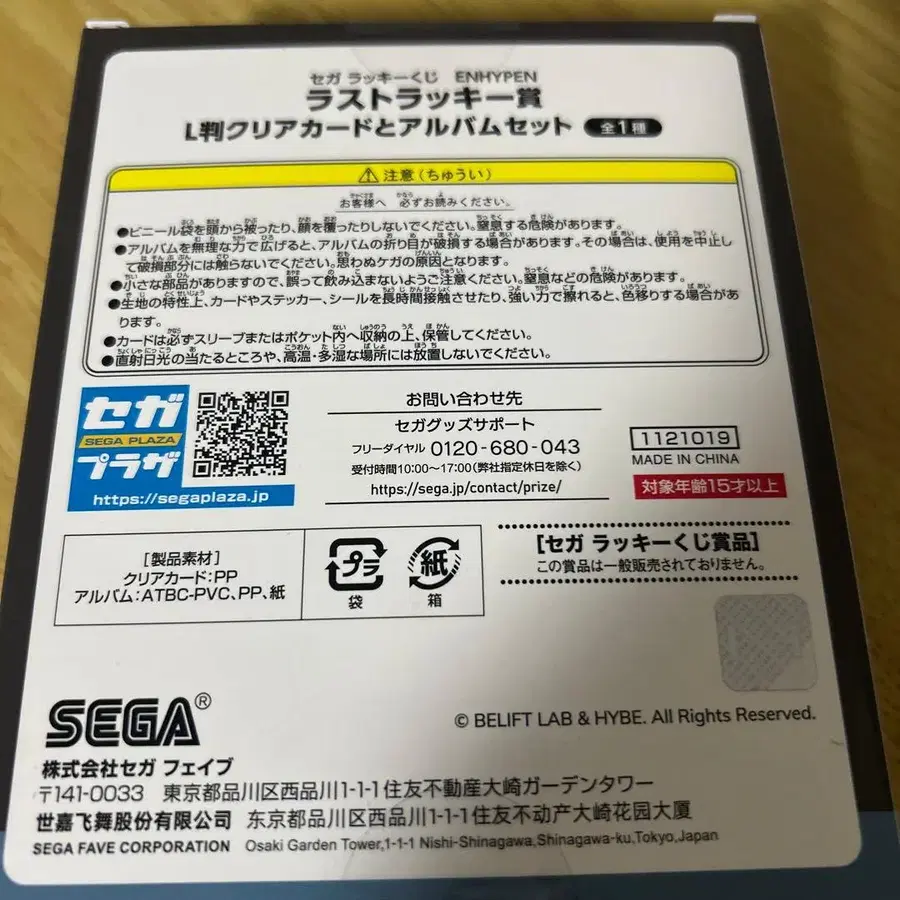 セガ ラッキーくじ ENHYPEN
ラストラッキー賞
L判クリアカードとアルバムセット 全1種
⚠注意(ちゅうい)
お客様へ 必ずお読みください。
●ビニール袋を頭から被ったり、顔を覆ったりしないでください。窒息する危険があります。
●アルバムを無理な力で広げると、アルバムの折り目が破損する場合があります。その場合は、使用を中止し
て破損部分には触らないでください。思わぬケガの原因となります。
●小さな部品がありますので、誤って飲み込まないようご注意ください。窒息などの危険があります。
●生地の特性上、カードやステッカー、シールを長時間接触させたり、強い力で擦れると、色移りする場合があ
ります。
●カードは必ずスリーブまたはポケット内へ収納の上、保管してください。
●直射日光の当たるところや、高温・多湿な場所には放置しないでください。
セガ
SEGA PLAZA
プラザ
https://segaplaza.jp
お問い合わせ先
セガグッズサポート
フリーダイヤル 0120-680-043
受付時間10:00〜17:00(弊社指定休日を除く)
https://sega.jp/contact/prize/
1121019
MADE IN CHINA
対象年齢15才以上
[製品素材]
クリアカード:PP
アルバム:ATBC-PVC、PP、紙
プラ
袋
紙
箱
[セガ ラッキーくじ賞品]
この賞品は一般販売されておりません。
SEGA®
© BELIFT LAB & HYBE. All Rights Reserved.
株式会社セガ フェイブ
〒141-0033 東京都品川区西品川1-1-1住友不動産大崎ガーデンタワー
世嘉飞舞股份有限公司 东京都品川区西品川1-1-1住友不动产大崎花园大厦
SEGA FAVE CORPORATION Osaki Garden Tower,1-1-1 Nishi-Shinagawa,Shinagawa-ku,Tokyo,Japan